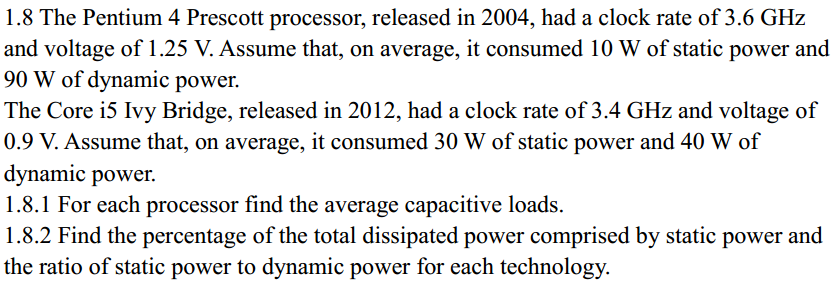 1.8 The Pentium 4 Prescott processor, released in 2004, had a clock rate of 3.6 GHz
and voltage of 1.25 V. Assume that, on average, it consumed 10 W of static power and
90 W of dynamic power.
The Core i5 Ivy Bridge, released in 2012, had a clock rate of 3.4 GHz and voltage of
0.9 V. Assume that, on average, it consumed 30 W of static power and 40 W of
dynamic power.
1.8.1 For each processor find the average capacitive loads.
1.8.2 Find the percentage of the total dissipated power comprised by static power and
the ratio of static power to dynamic power for each technology.